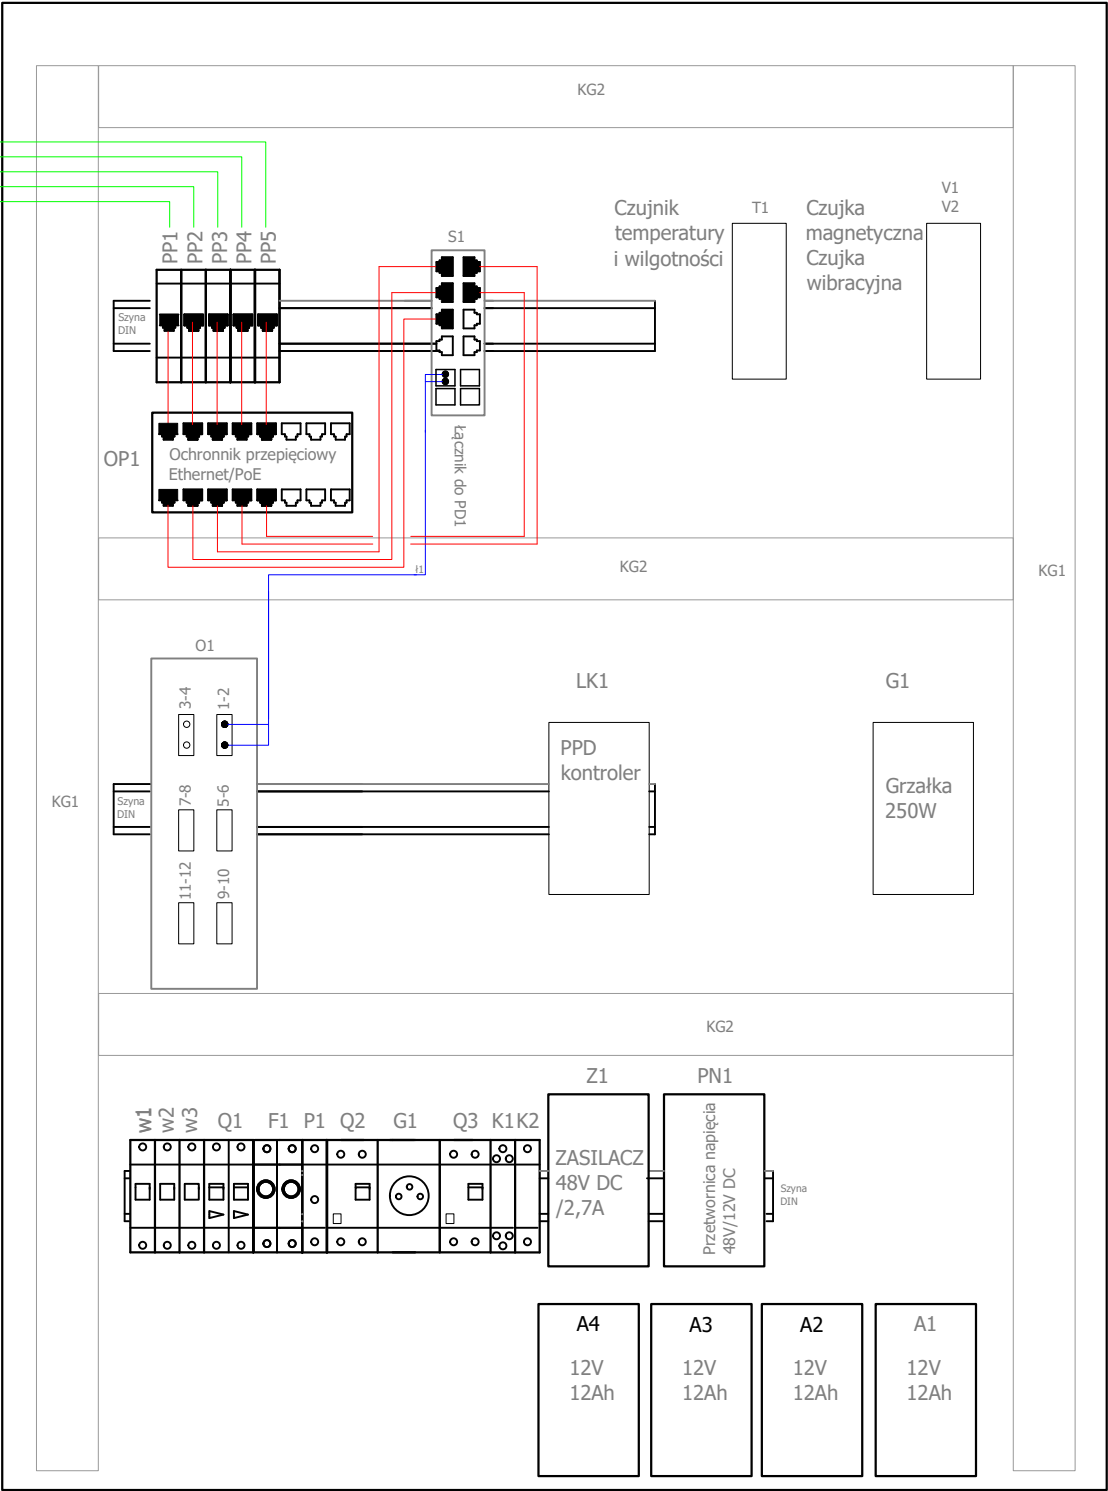 KG2
V1
V2
Czujnik
temperatury
i wilgotności
T1
Czujka
magnetyczna
Czujka
wibracyjna
PP1
PP2
PP3
PP4
PP5
S1
Szyna
DIN
OP1
Ochronnik przepięciowy
Ethernet/PoE
Łącznik do PD1
KG2
ł1
KG1
O1
3-4
1-2
7-8
5-6
11-12
9-10
LK1
PPD
kontroler
G1
Grzałka
250W
KG1
Szyna
DIN
KG2
Z1
PN1
w1
w2
w3
Q1
F1
P1
Q2
G1
Q3
K1
K2
ZASILACZ
48V DC
/2,7A
Przetwornica napięcia
48V/12V DC
Szyna
DIN
A4
12V
12Ah
A3
12V
12Ah
A2
12V
12Ah
A1
12V
12Ah